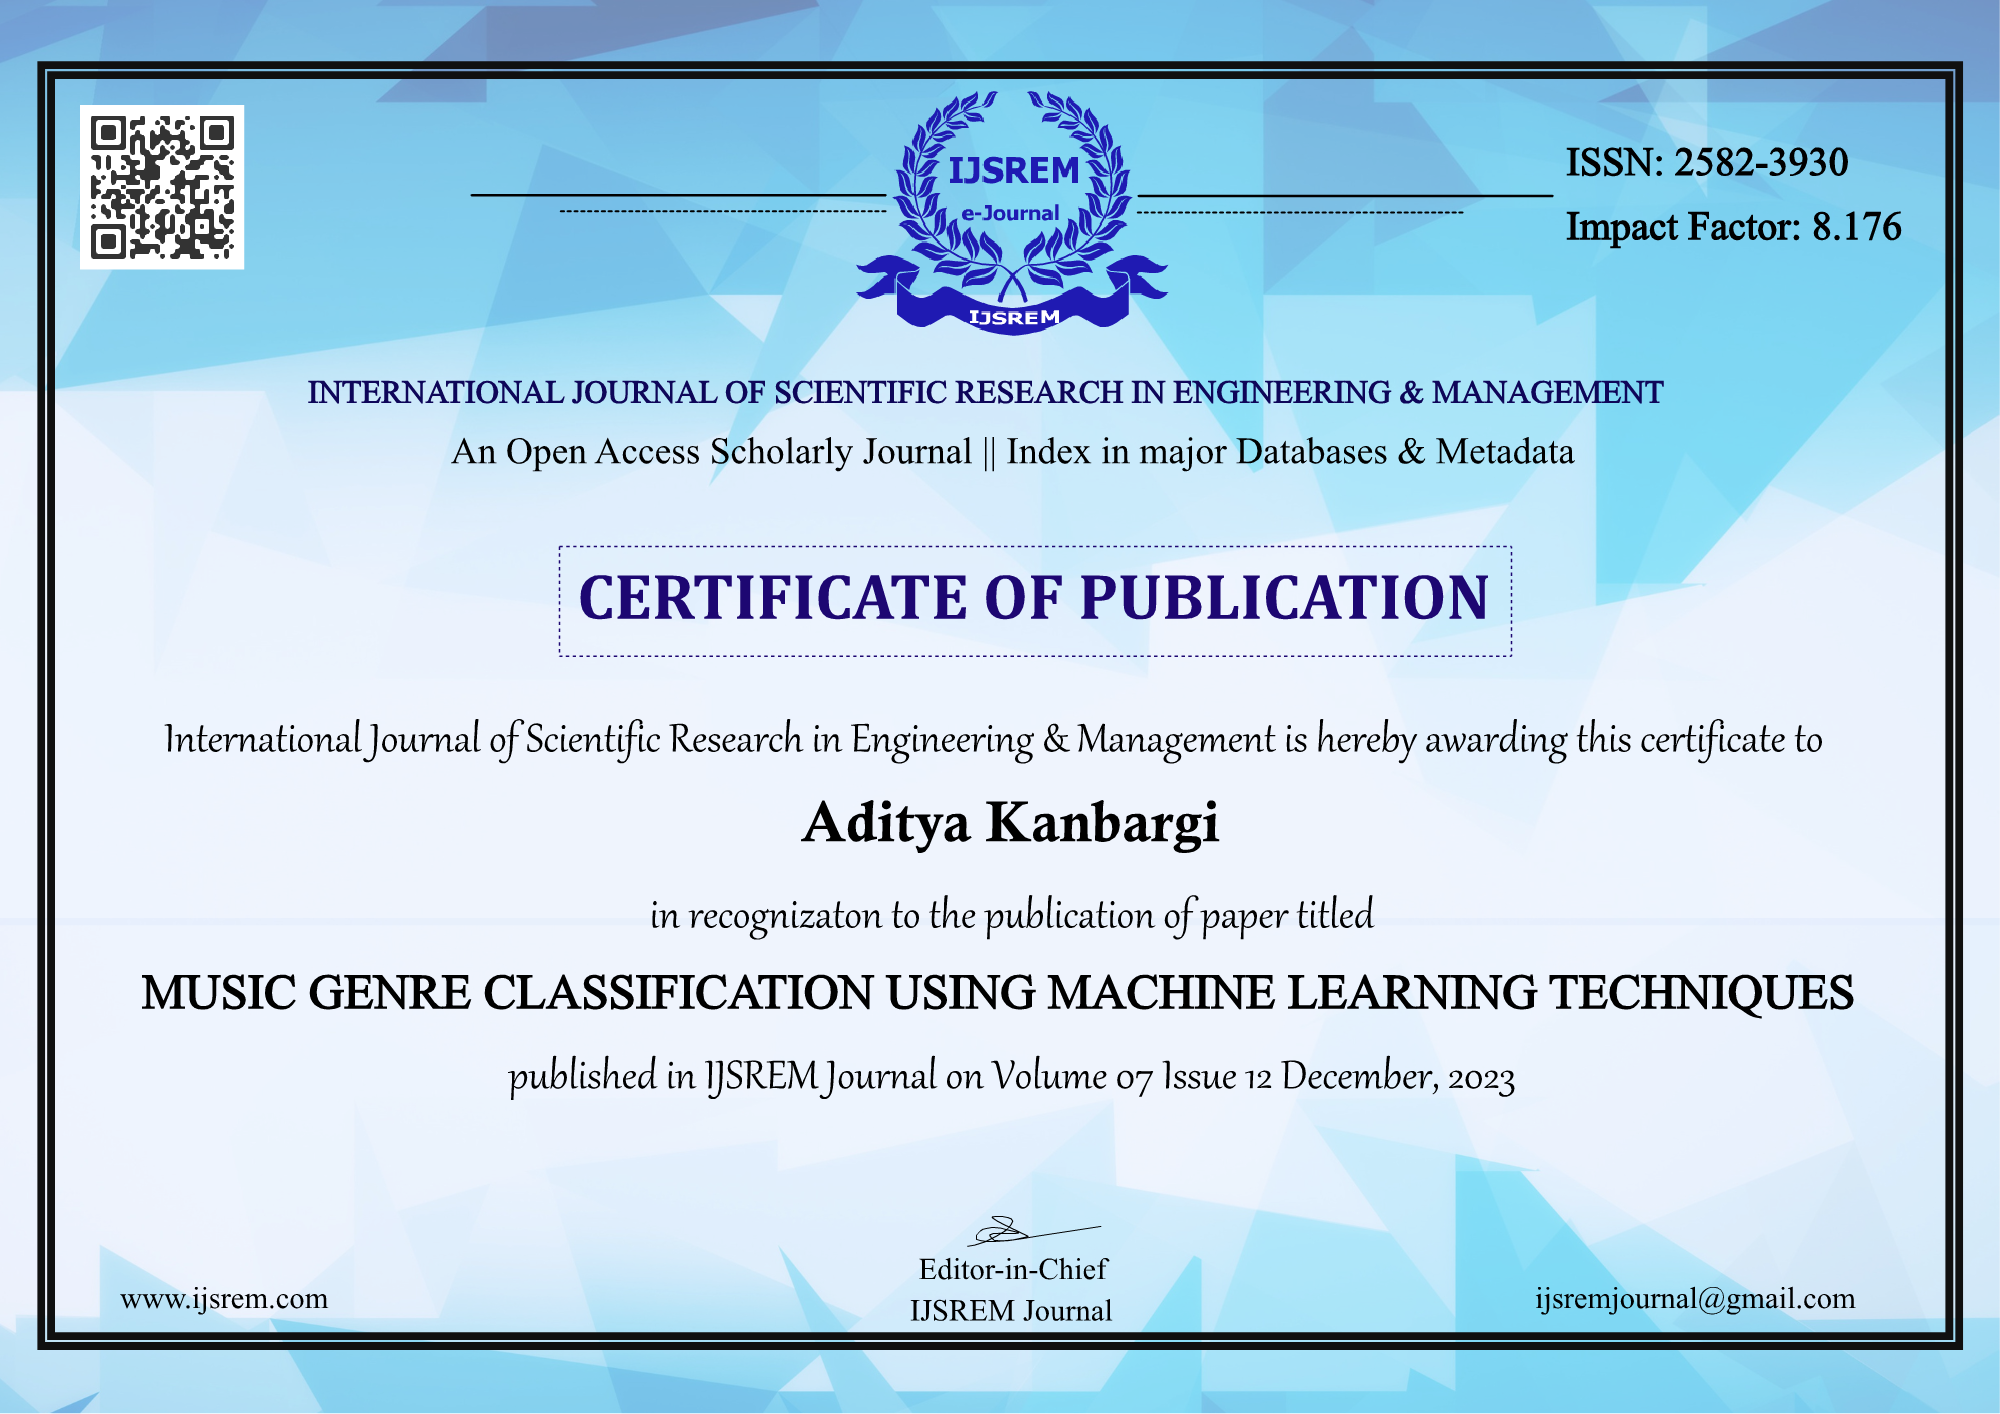 IJSREM
e-Journal
IJSREM
ISSN: 2582-3930
Impact Factor: 8.176
INTERNATIONAL JOURNAL OF SCIENTIFIC RESEARCH IN ENGINEERING & MANAGEMENT
An Open Access Scholarly Journal || Index in major Databases & Metadata
CERTIFICATE OF PUBLICATION
International Journal of Scientific Research in Engineering & Management is hereby awarding this certificate to
Aditya Kanbargi
in recognizaton to the publication of paper titled
MUSIC GENRE CLASSIFICATION USING MACHINE LEARNING TECHNIQUES
published in IJSREM Journal on Volume 07 Issue 12 December, 2023
Editor-in-Chief
IJSREM Journal
www.ijsrem.com
ijsremjournal@gmail.com